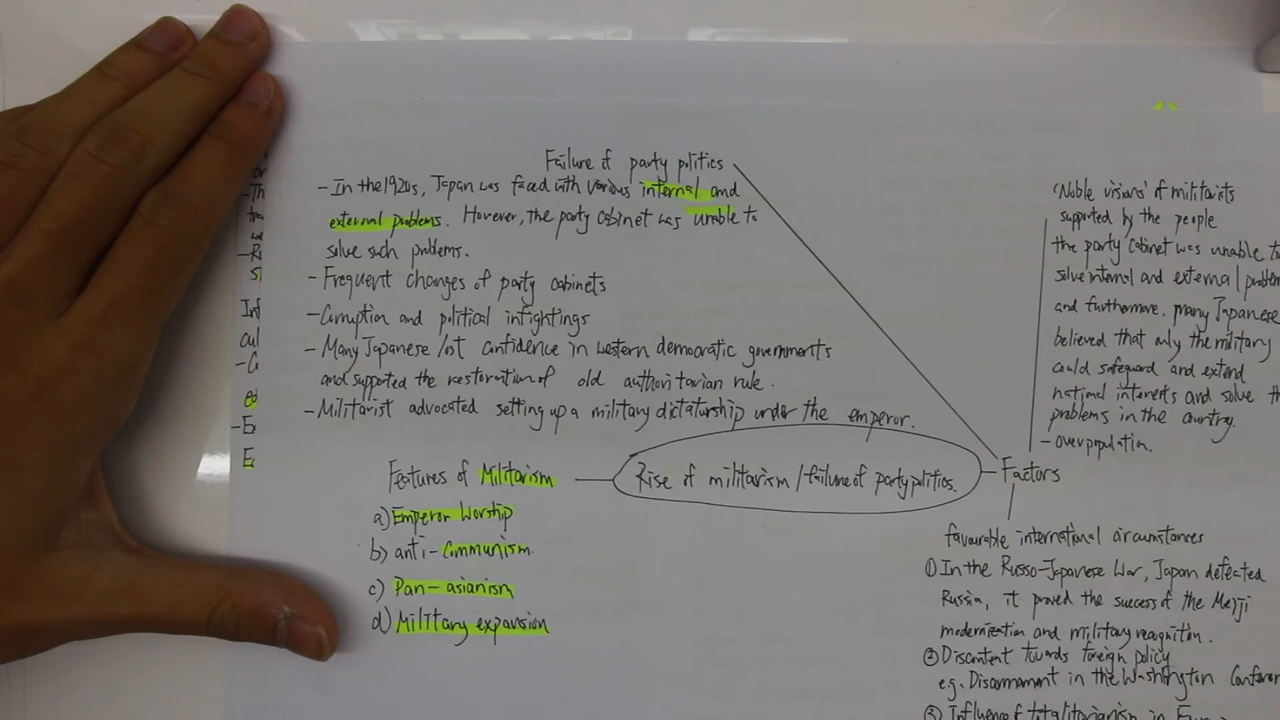 Failure of party politics
- In the 1920s, Japan was faced with various internal and
external problems. However, the party cabinet was unable to
solve such problems.
- Frequent changes of party cabinets
- Corruption and political infightings
- Many Japanese lost confidence in western democratic governments
and supported the restoration of old authoritarian rule.
- Militarist advocated setting up a military dictatorship under the emperor.
Rise of militarism / failure of party politics.
Features of Militarism
a) Emperor Worship
b) anti-communism
c) Pan-asianism
d) Military expansion
Factors
'Noble visions' of militarists
supported by the people
the party cabinet was unable to
solve internal and external
and furthermore, many Japanese
believed that only the military
could safeguard and extend
national interests and solve
problems in the country.
- overpopulation.
favourable international circumstances
① In the Russo-Japanese War, Japan defeated
Russia, it proved the success of the Meiji
modernization and military recognition.
② Discontent towards foreign policy
e.g. Disarmament in the Washington
③ Influence of totalitarianism in